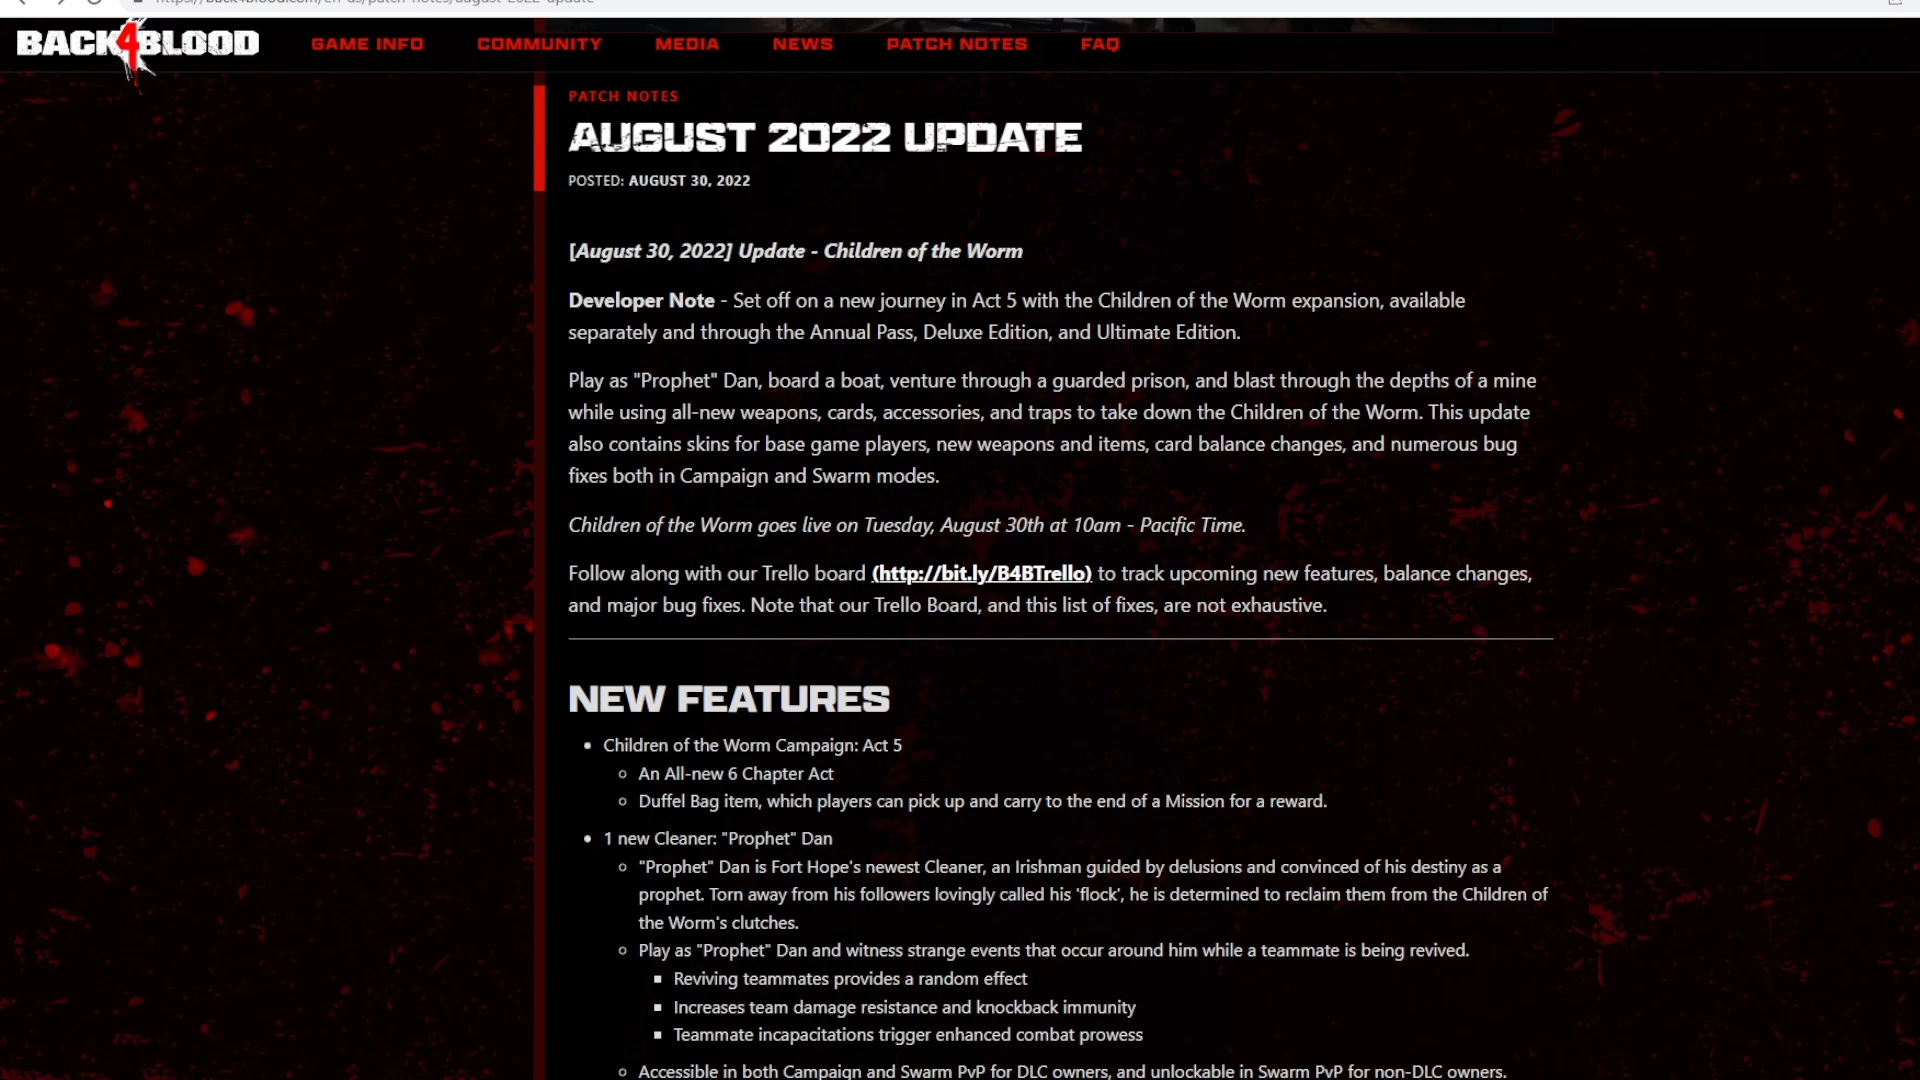 https://back4blood.com/en-us/patch-notes/august-2022-update
BACK4BLOOD
GAME INFO
COMMUNITY
MEDIA
NEWS
PATCH NOTES
FAQ
PATCH NOTES
AUGUST 2022 UPDATE
POSTED: AUGUST 30, 2022
[August 30, 2022] Update - Children of the Worm
Developer Note - Set off on a new journey in Act 5 with the Children of the Worm expansion, available
separately and through the Annual Pass, Deluxe Edition, and Ultimate Edition.
Play as "Prophet" Dan, board a boat, venture through a guarded prison, and blast through the depths of a mine
while using all-new weapons, cards, accessories, and traps to take down the Children of the Worm. This update
also contains skins for base game players, new weapons and items, card balance changes, and numerous bug
fixes both in Campaign and Swarm modes.
Children of the Worm goes live on Tuesday, August 30th at 10am - Pacific Time.
Follow along with our Trello board (http://bit.ly/B4BTrello) to track upcoming new features, balance changes,
and major bug fixes. Note that our Trello Board, and this list of fixes, are not exhaustive.
NEW FEATURES
Children of the Worm Campaign: Act 5
An All-new 6 Chapter Act
Duffel Bag item, which players can pick up and carry to the end of a Mission for a reward.
1 new Cleaner: "Prophet" Dan
"Prophet" Dan is Fort Hope's newest Cleaner, an Irishman guided by delusions and convinced of his destiny as a
prophet. Torn away from his followers lovingly called his 'flock', he is determined to reclaim them from the Children of
the Worm's clutches.
Play as "Prophet" Dan and witness strange events that occur around him while a teammate is being revived.
Reviving teammates provides a random effect
Increases team damage resistance and knockback immunity
Teammate incapacitations trigger enhanced combat prowess
Accessible in both Campaign and Swarm PvP for DLC owners, and unlockable in Swarm PvP for non-DLC owners.